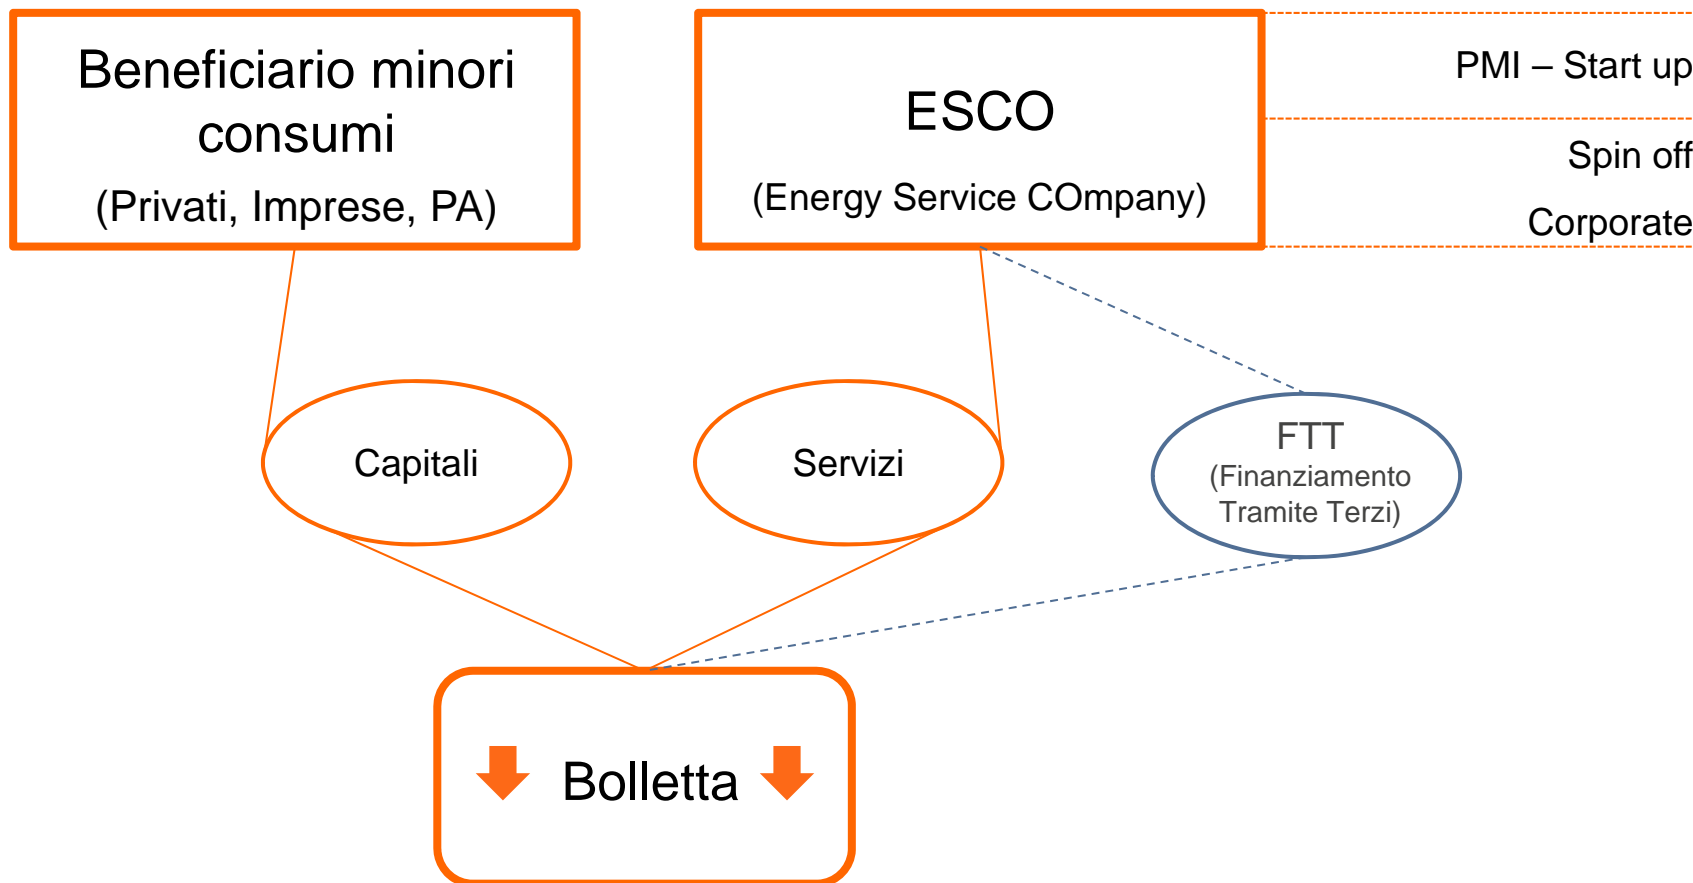 Beneficiario minori
consumi
(Privati, Imprese, PA)
ESCO
(Energy Service COmpany)
PMI – Start up
Spin off
Corporate
Capitali
Servizi
FTT
(Finanziamento
Tramite Terzi)
Bolletta